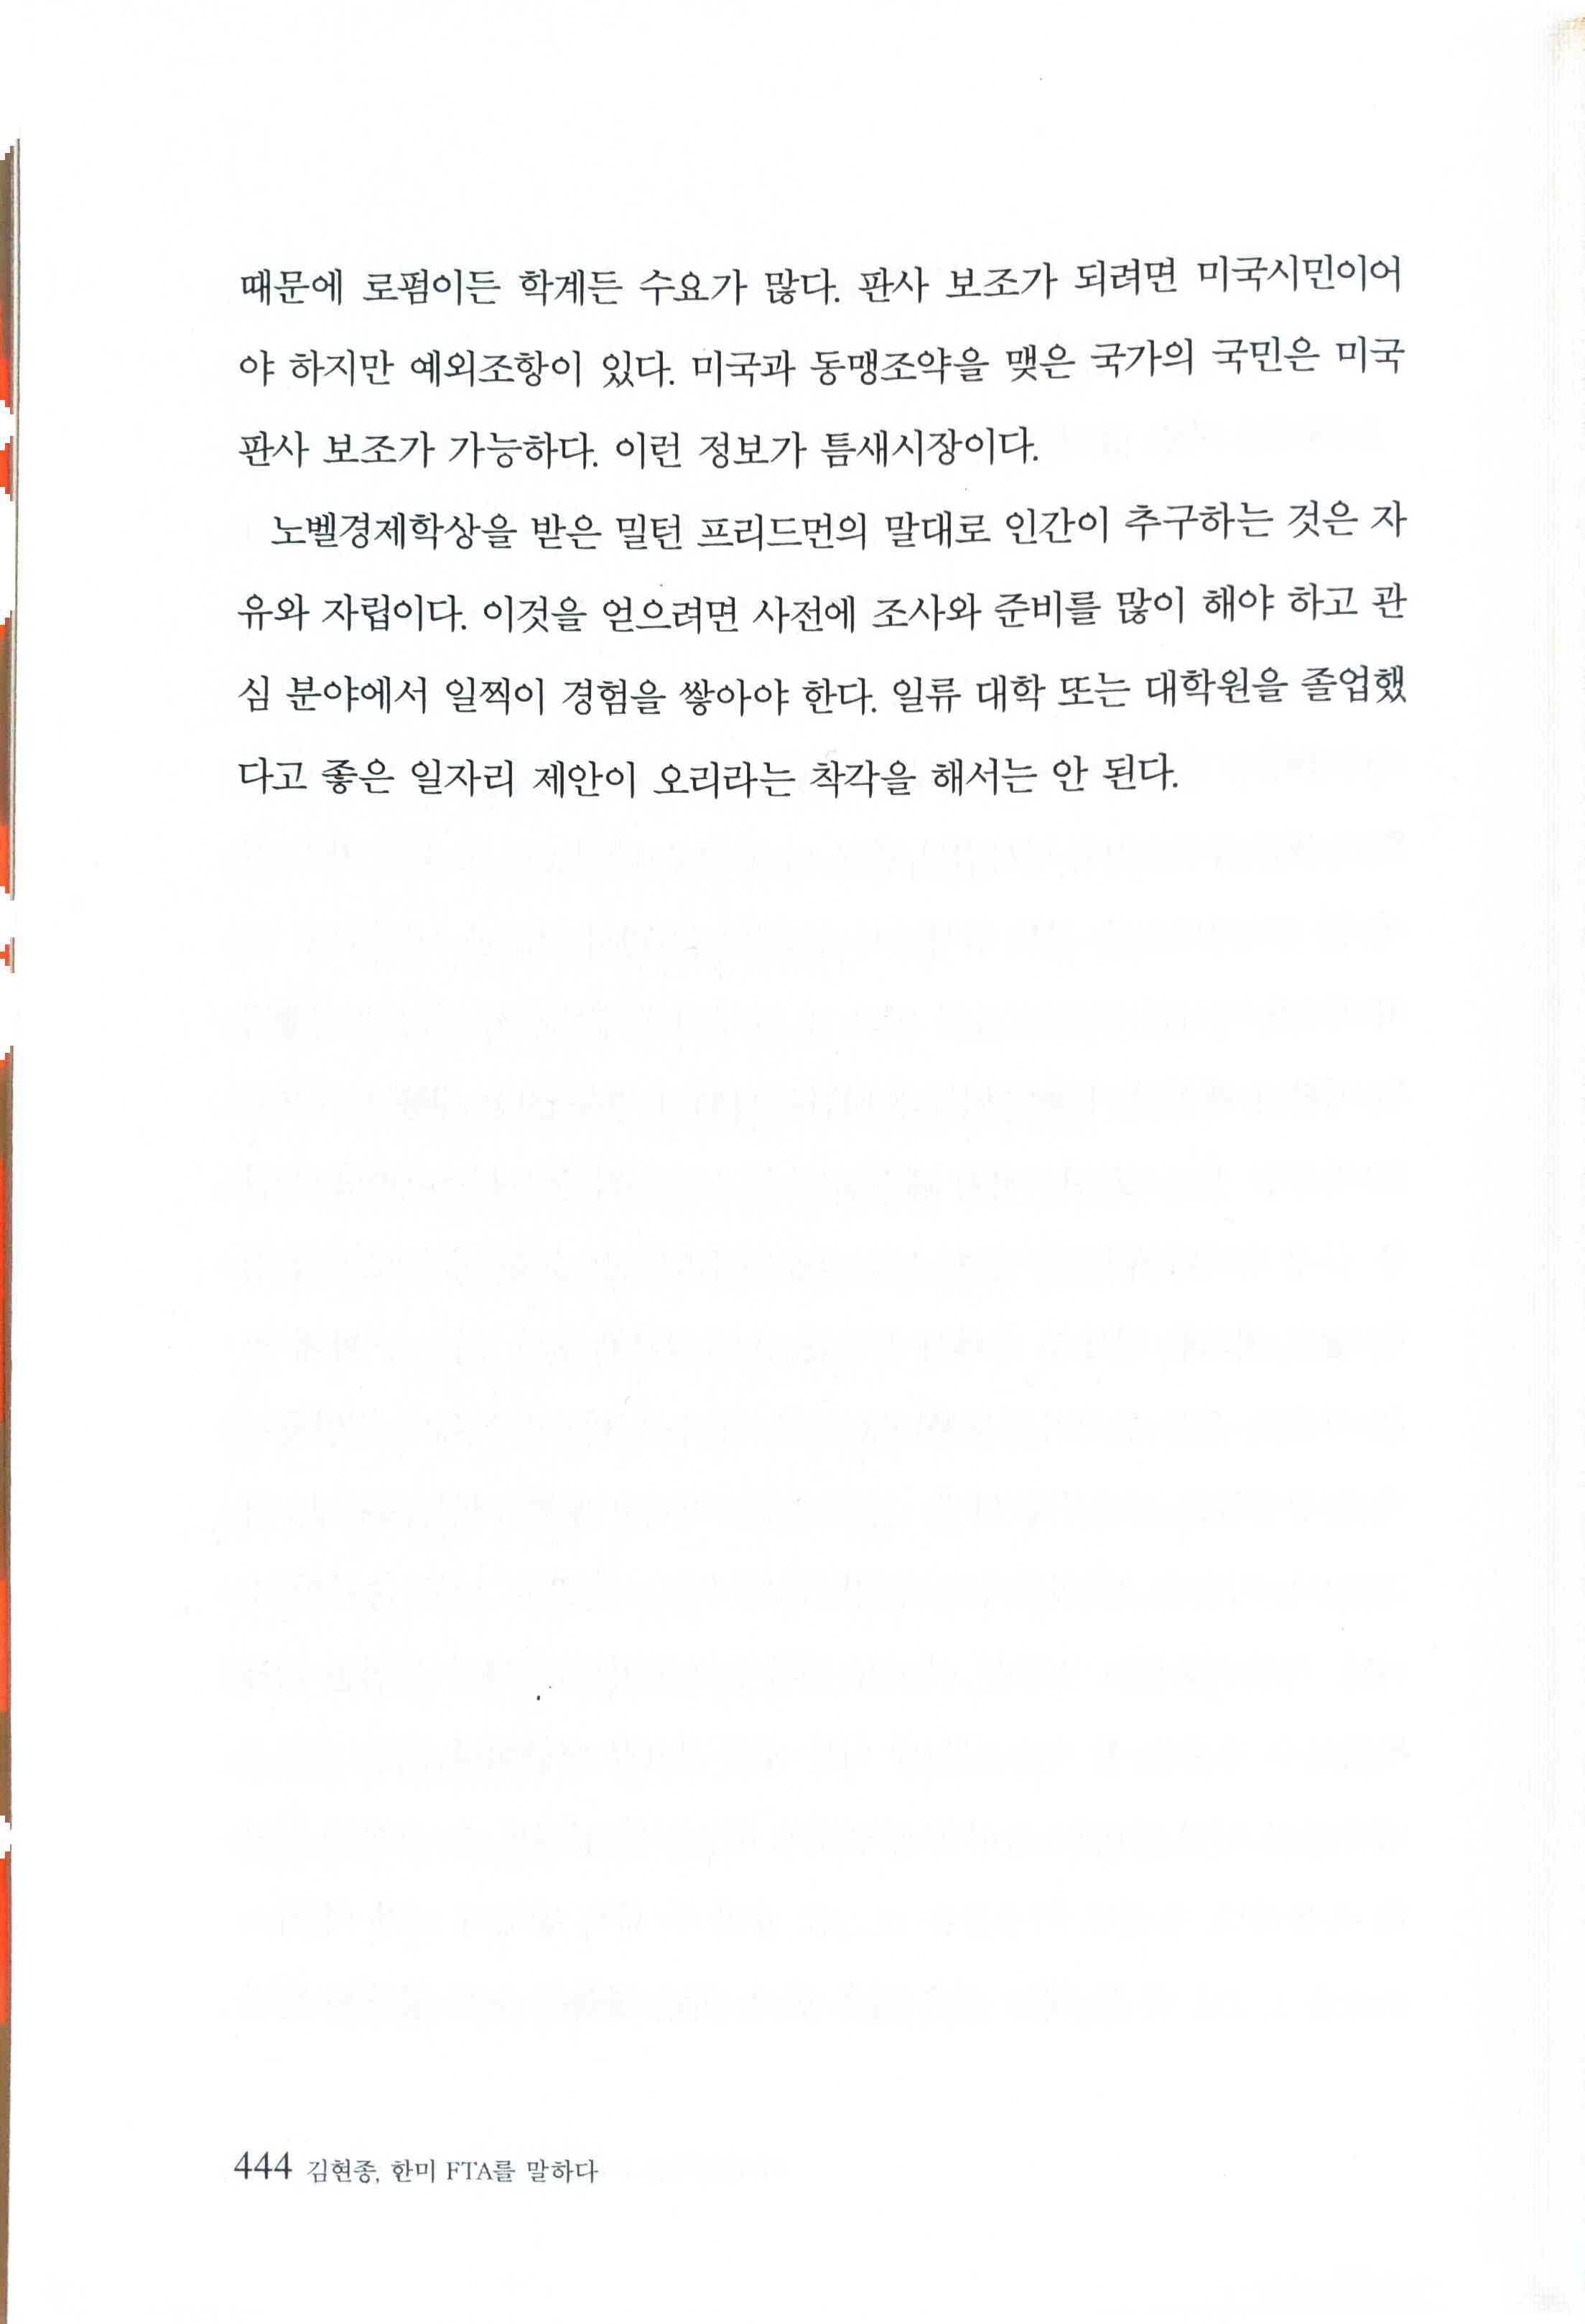 때문에 로펌이든 학계든 수요가 많다. 판사 보조가 되려면 미국시민이어
야 하지만 예외조항이 있다. 미국과 동맹조약을 맺은 국가의 국민은 미국
판사 보조가 가능하다. 이런 정보가 틈새시장이다.
노벨경제학상을 받은 밀턴 프리드먼의 말대로 인간이 추구하는 것은 자
유와 자립이다. 이것을 얻으려면 사전에 조사와 준비를 많이 해야 하고 관
심 분야에서 일찍이 경험을 쌓아야 한다. 일류 대학 또는 대학원을 졸업했
다고 좋은 일자리 제안이 오리라는 착각을 해서는 안 된다.
444 김현종, 한미 FTA를 말하다